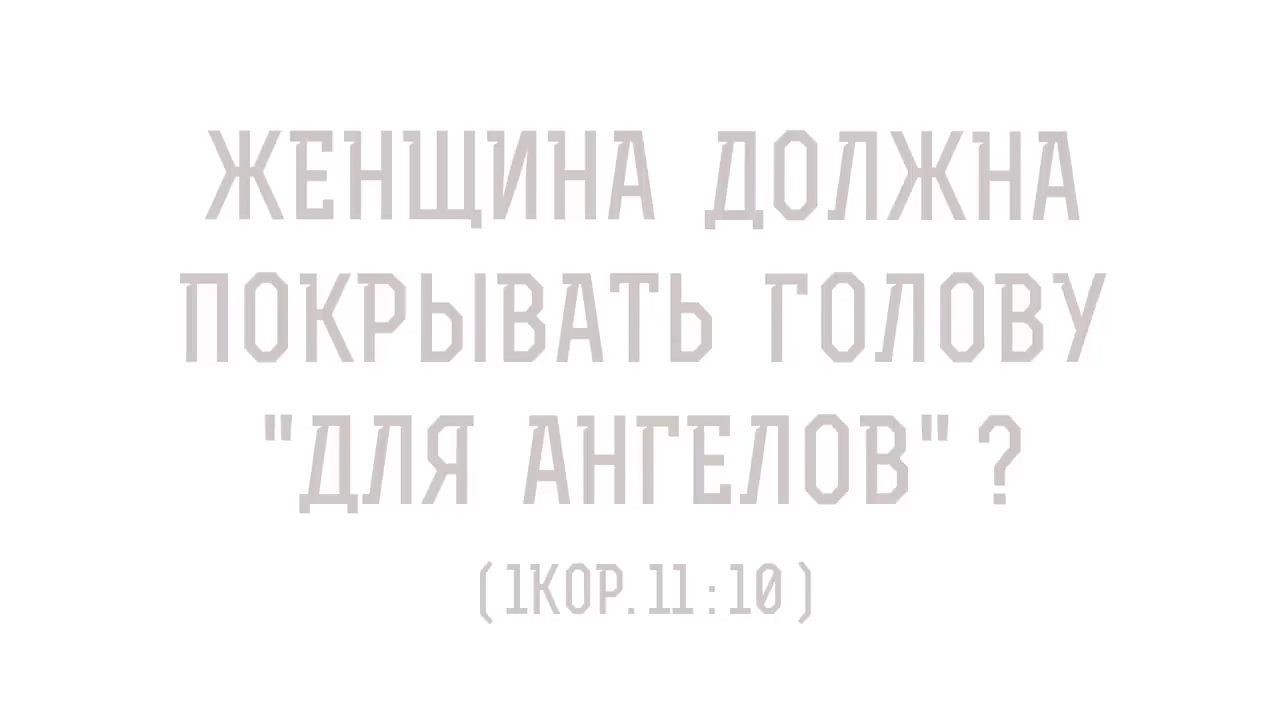 ЖЕНЩИНА ДОЛЖНА
ПОКРЫВАТЬ ГОЛОВУ
"ДЛЯ АНГЕЛОВ" ?
(1КОР. 11 : 10 )